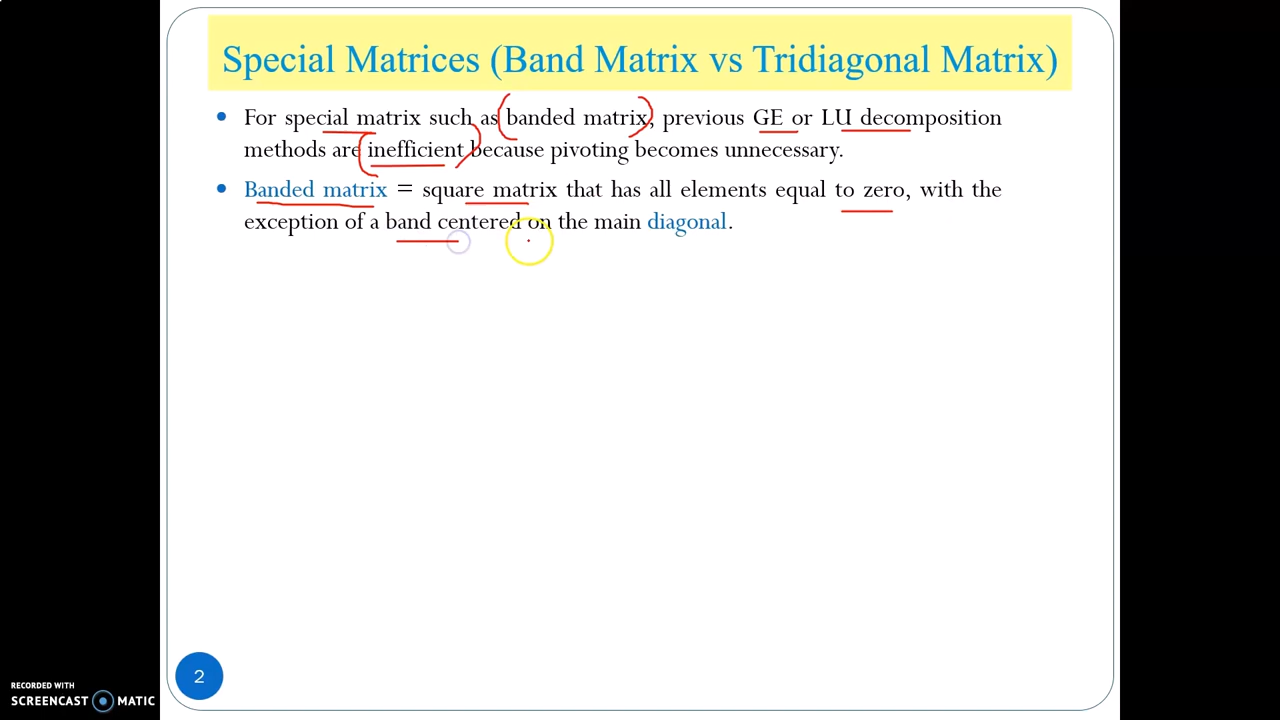 Special Matrices (Band Matrix vs Tridiagonal Matrix)
• For special matrix such as banded matrix, previous GE or LU decomposition
methods are inefficient because pivoting becomes unnecessary.
• Banded matrix = square matrix that has all elements equal to zero, with the
exception of a band centered on the main diagonal.
2
RECORDED WITH
SCREENCAST MATIC